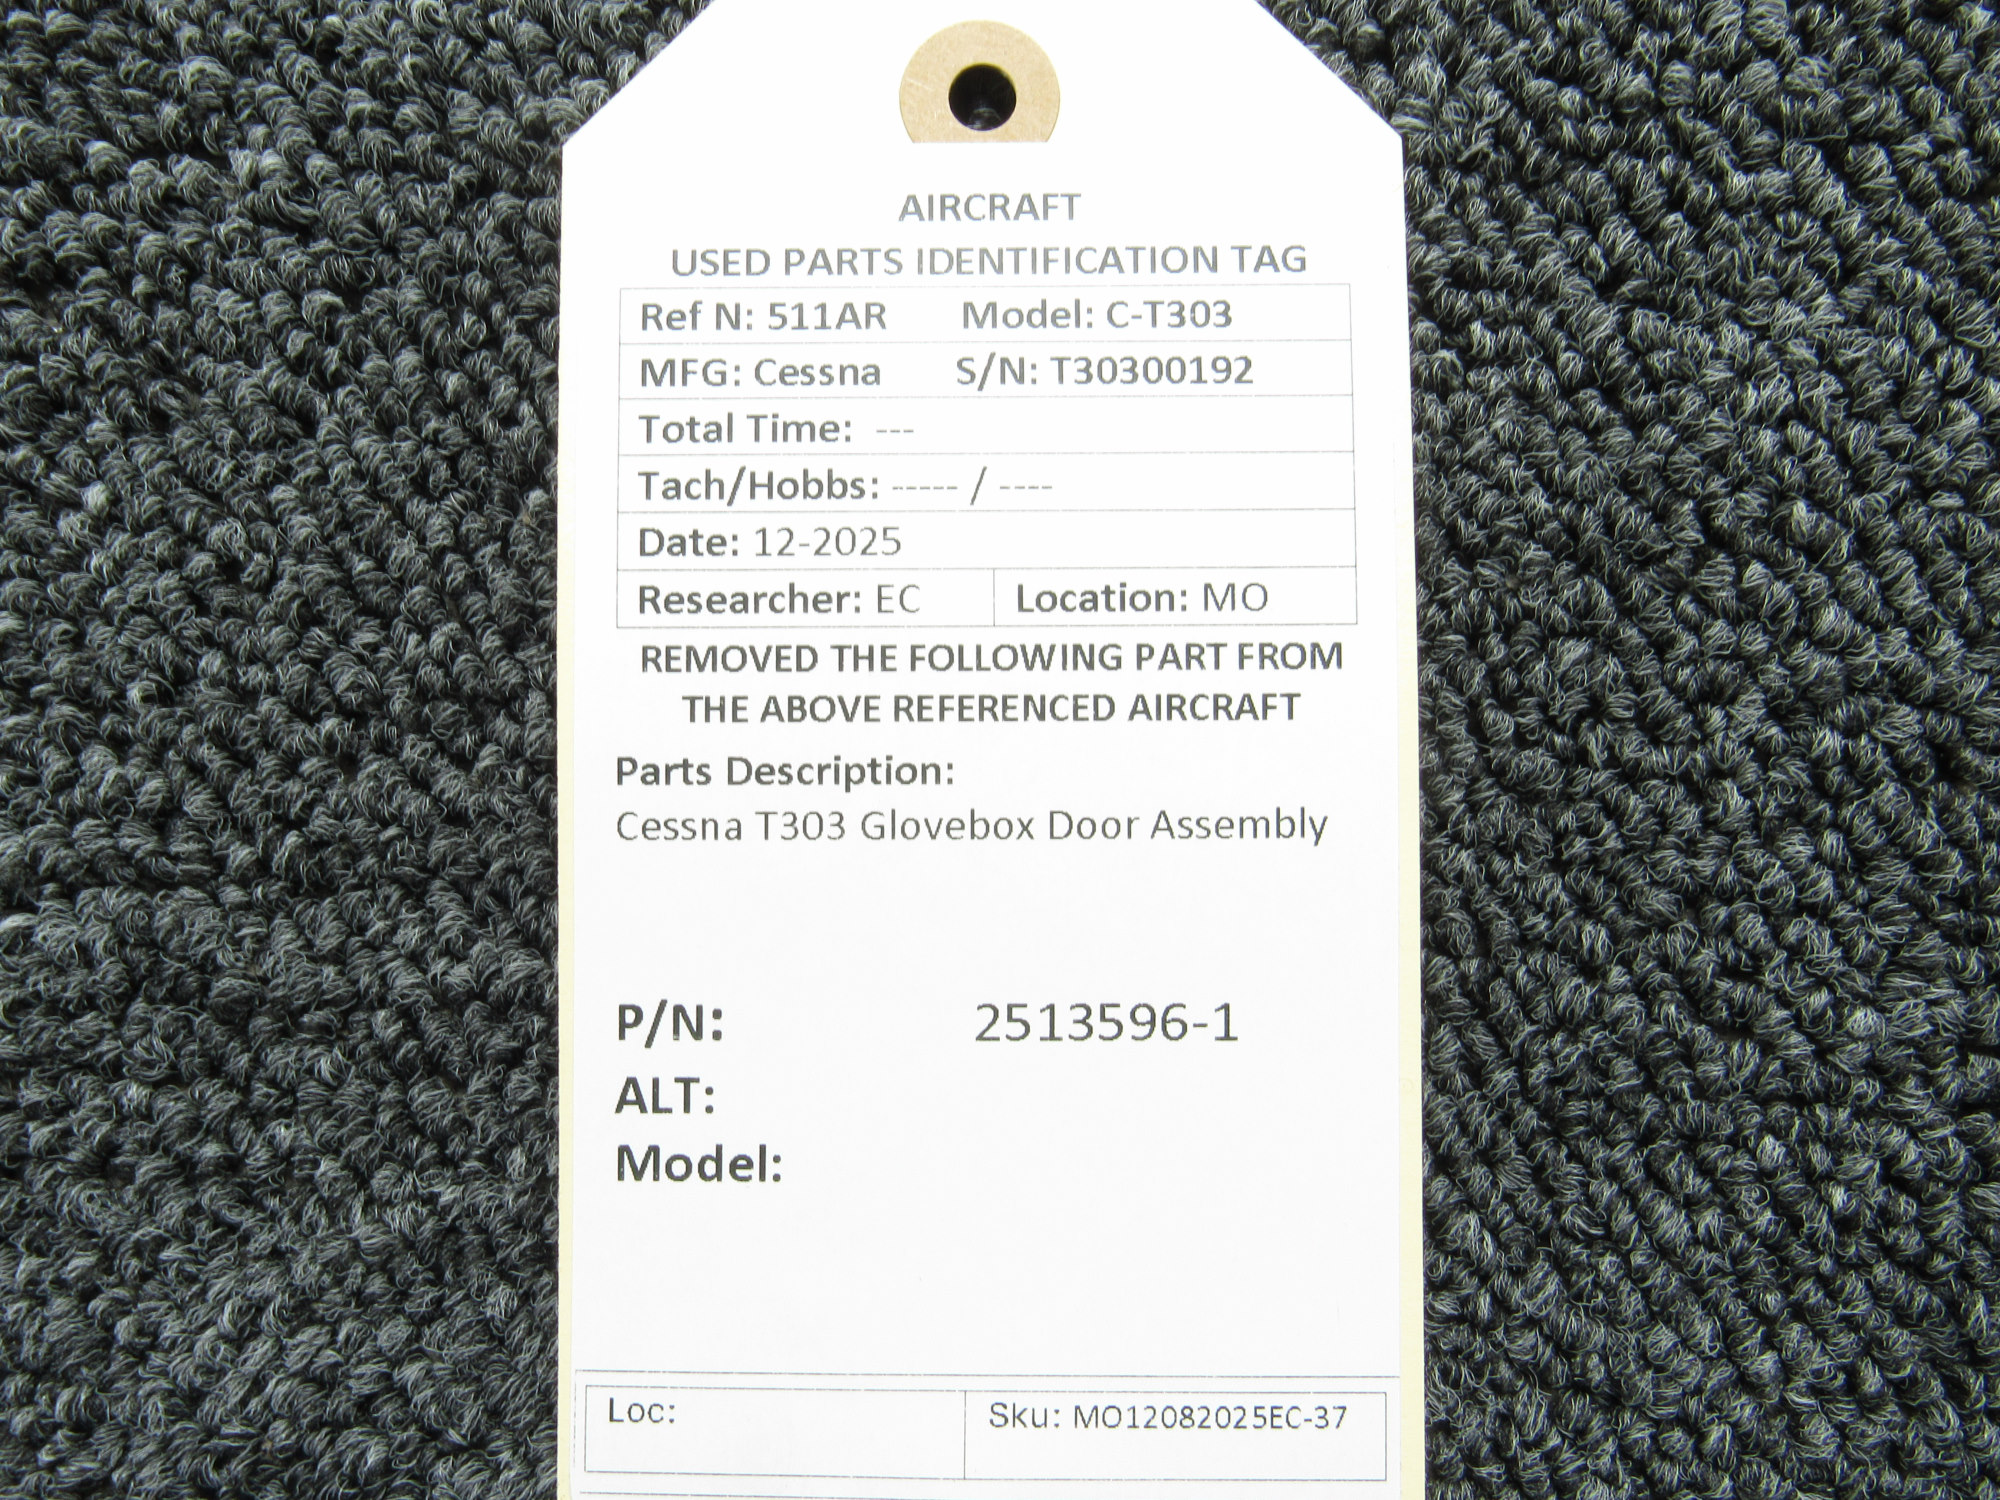 AIRCRAFT
USED PARTS IDENTIFICATION TAG
Ref N: 511AR Model: C-T303
MFG: Cessna S/N: T30300192
Total Time: ---
Tach/Hobbs: ----- / ----
Date: 12-2025
Researcher: EC Location: MO
REMOVED THE FOLLOWING PART FROM
THE ABOVE REFERENCED AIRCRAFT
Parts Description:
Cessna T303 Glovebox Door Assembly
P/N: 2513596-1
ALT:
Model:
Loc: Sku: MO12082025EC-37